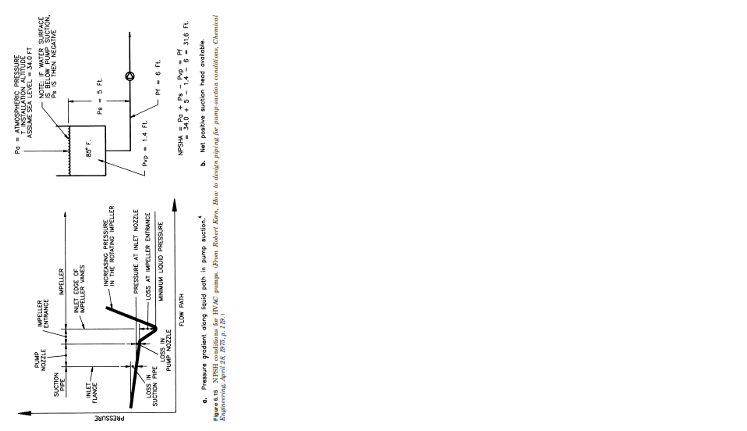 PRESSURE
SUCTION
PIPE
PUMP
NOZZLE
IMPELLER
ENTRANCE
IMPELLER
INLET
FLANGE
INLET EDGE OF
IMPELLER VANES
INCREASING PRESSURE
IN THE ROTATING IMPELLER
PRESSURE AT INLET NOZZLE
LOSS AT IMPELLER ENTRANCE
MINIMUM LIQUID PRESSURE
LOSS IN
SUCTION PIPE
LOSS IN
PUMP NOZZLE
FLOW PATH
a. Pressure gradient along liquid path in pump suction.4
Pa = ATMOSPHERIC PRESSURE
T INSTALLATION ALTITUDE
ASSUME SEA LEVEL = 34.0 FT
NOTE: IF WATER SURFACE
IS BELOW PUMP SUCTION,
Ps IS THEN NEGATIVE
85° F.
Ps = 5 Ft.
Pvp = 1.4 Ft.
Pf = 6 Ft.
NPSHA = Pa + Ps - Pvp = Pf
= 34.0 + 5 - 1.4 - 6 = 31.6 Ft.
b. Net positive suction head available.
Figure 6.15 NPSH conditions for HVAC pumps. (From Robert Kern, How to design piping for pump-suction conditions, Chemical
Engineering, April 28, 1975, p. 119.)